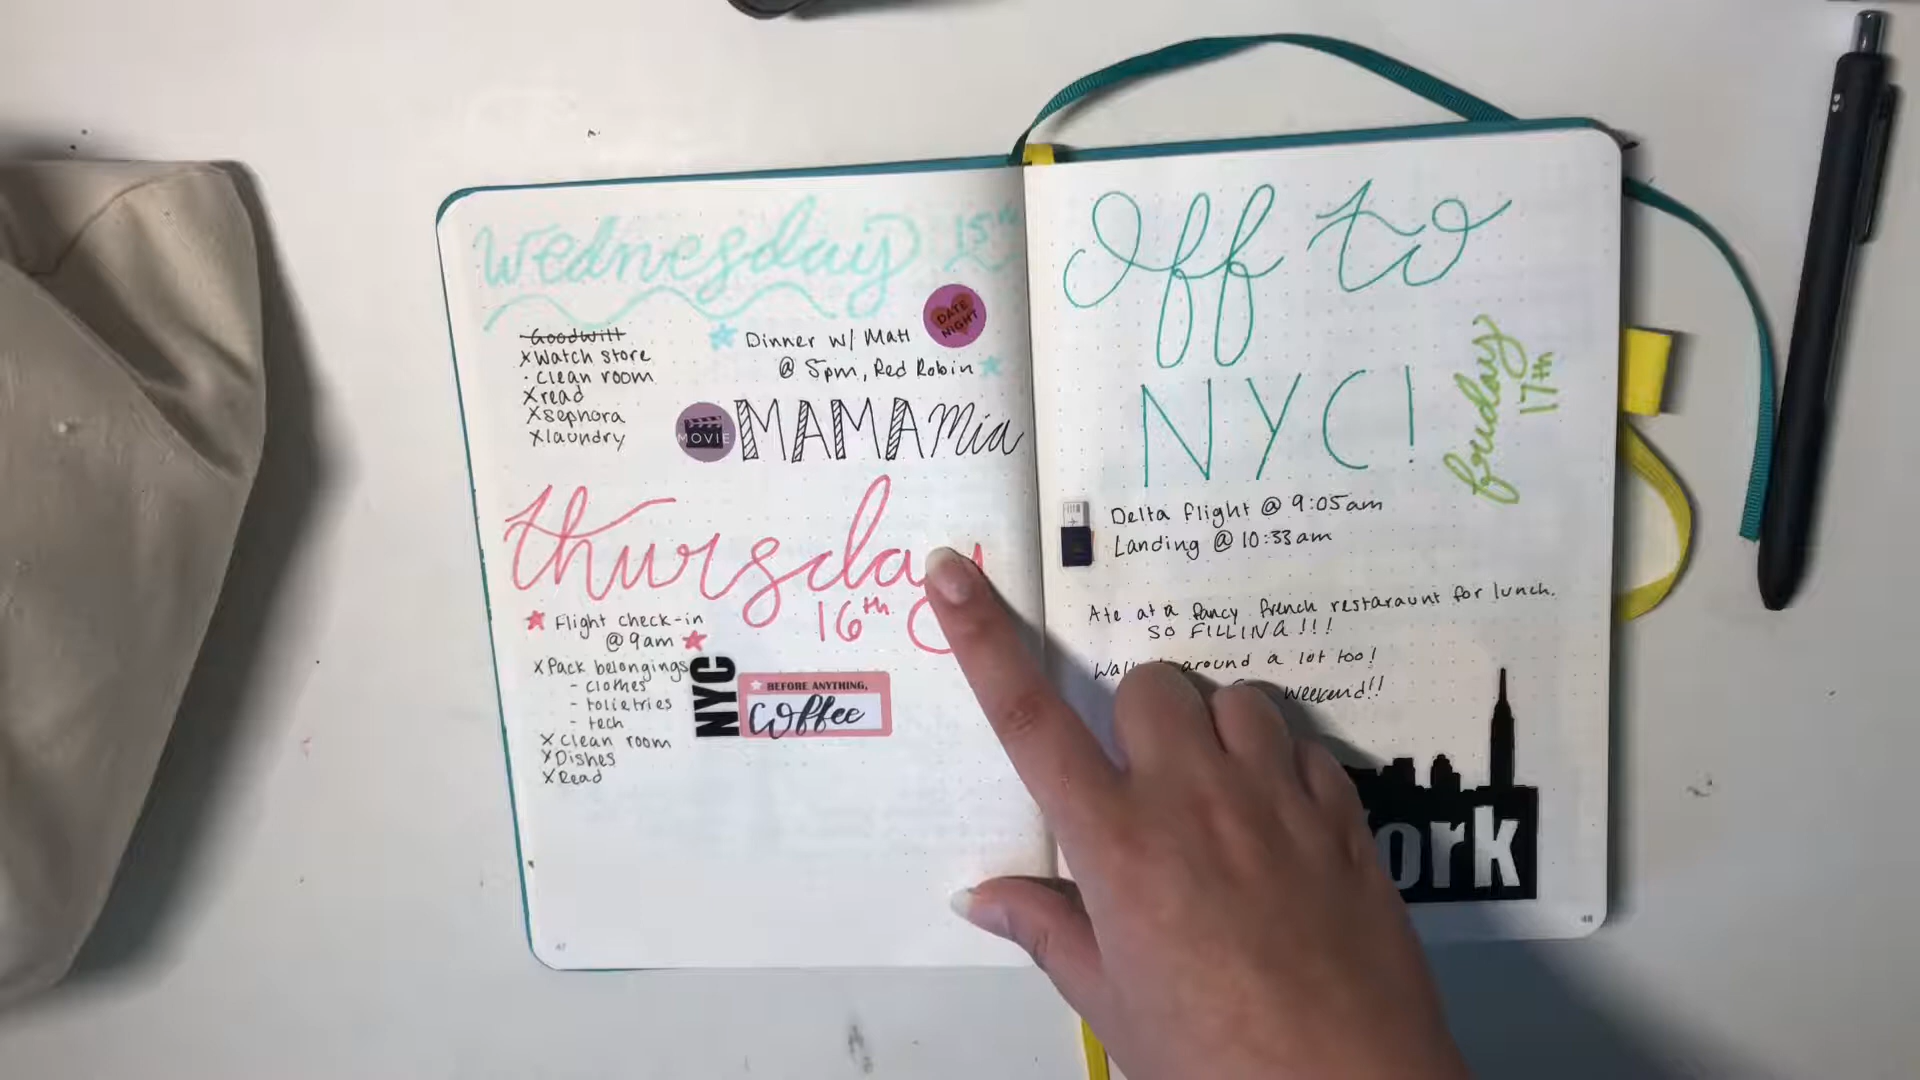 Wednesday 15th
Goodwill
x Watch store
· clean room
x read
x sephora
x laundry
Dinner w/ Matt
@ 5pm, Red Robin
DATE NIGHT
MOVIE
MAMA Mia
thursday
16th
Flight check-in
@ 9am
x Pack belongings
- clothes
- tolietries
- tech
x clean room
x Dishes
x Read
NYC
BEFORE ANYTHING,
coffee
47
Off to
NYC!
friday
17th
Delta flight @ 9:05am
Landing @ 10:33am
Ate at a fancy french restaraunt for lunch.
SO FILLING!!!
around a lot too!
weekend!!
ork
48